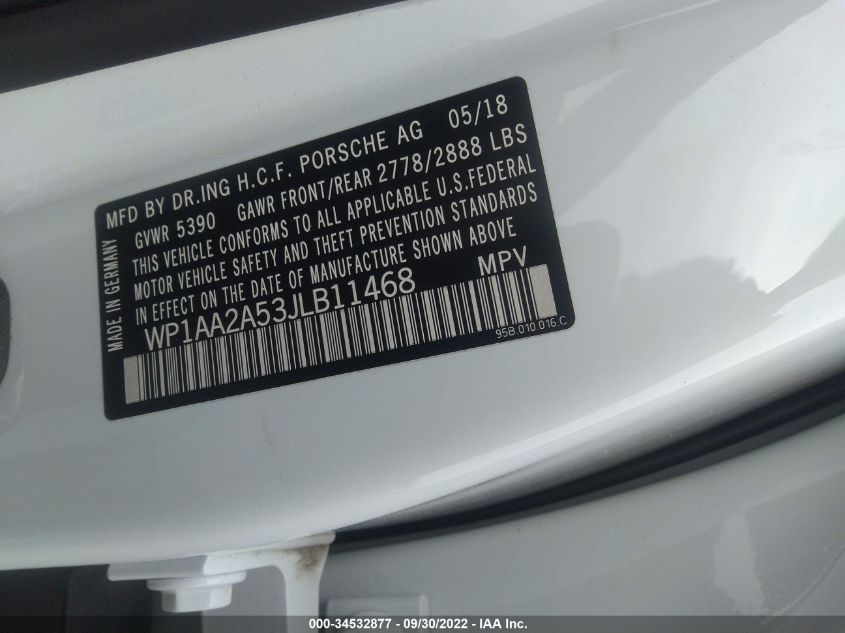 MFD BY DR.ING H.C.F. PORSCHE AG 05/18
GVWR 5390 GAWR FRONT/REAR 2778/2888 LBS
THIS VEHICLE CONFORMS TO ALL APPLICABLE U.S.FEDERAL
MOTOR VEHICLE SAFETY AND THEFT PREVENTION STANDARDS
IN EFFECT ON THE DATE OF MANUFACTURE SHOWN ABOVE
WP1AA2A53JLB11468 MPV
MADE IN GERMANY
95B.010.016.C
000-34532877 - 09/30/2022 - IAA Inc.